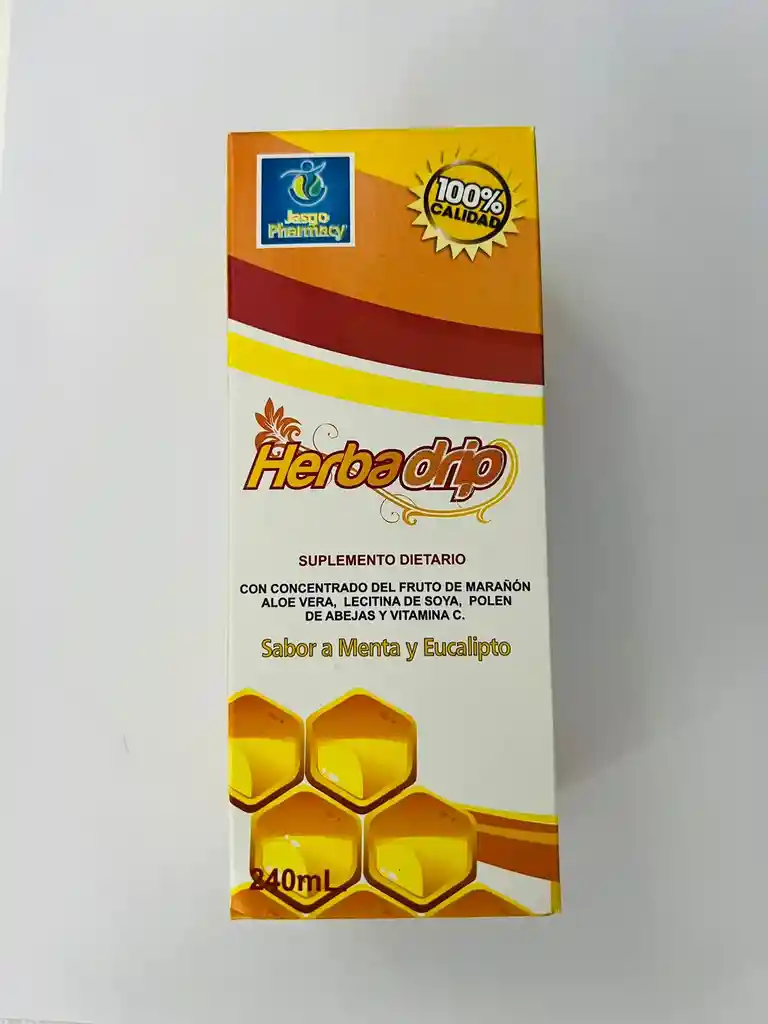 Jasgo
Pharmacy
100%
CALIDAD
Herbadrip
SUPLEMENTO DIETARIO
CON CONCENTRADO DEL FRUTO DE MARAÑÓN
ALOE VERA, LECITINA DE SOYA, POLEN
DE ABEJAS Y VITAMINA C.
Sabor a Menta y Eucalipto
240mL.